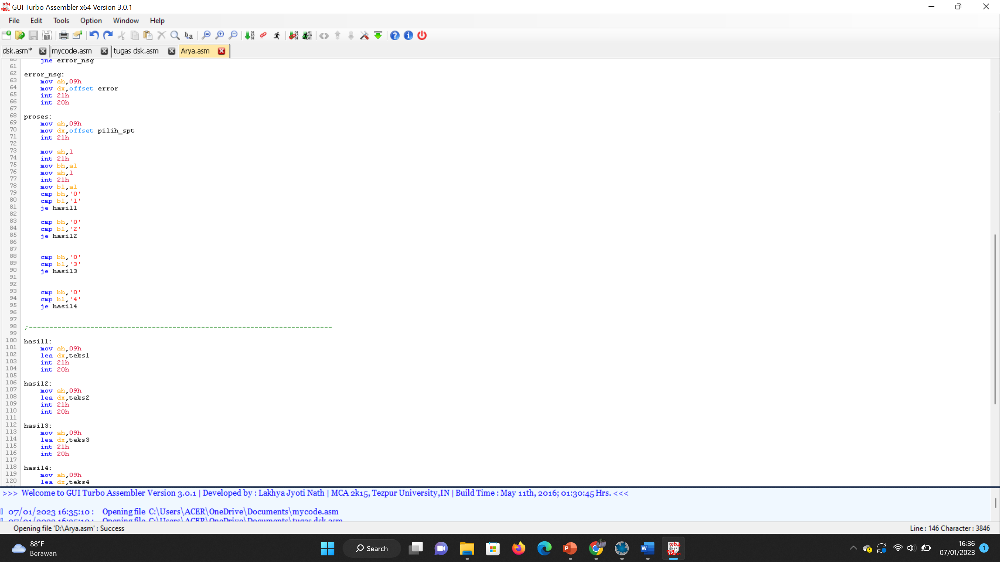 GUI Turbo Assembler x64 Version 3.0.1
File Edit Tools Option Window Help
dsk.asm* mycode.asm tugas dsk.asm Arya.asm
60 jne error_nsg
61
62 error_nsg:
63 mov ah,09h
64 mov dx,offset error
65 int 21h
66 int 20h
67
68 proses:
69 mov ah,09h
70 mov dx,offset pilih_spt
71 int 21h
72
73 mov ah,1
74 int 21h
75 mov bh,al
76 mov ah,1
77 int 21h
78 mov bl,al
79 cmp bh,'0'
80 cmp bl,'1'
81 je hasil1
82
83 cmp bh,'0'
84 cmp bl,'2'
85 je hasil2
86
87
88 cmp bh,'0'
89 cmp bl,'3'
90 je hasil3
91
92
93 cmp bh,'0'
94 cmp bl,'4'
95 je hasil4
96
97
98 ;---------------------------------------------------------------------------
99
100 hasil1:
101 mov ah,09h
102 lea dx,teks1
103 int 21h
104 int 20h
105
106 hasil2:
107 mov ah,09h
108 lea dx,teks2
109 int 21h
110 int 20h
111
112 hasil3:
113 mov ah,09h
114 lea dx,teks3
115 int 21h
116 int 20h
117
118 hasil4:
119 mov ah,09h
120 lea dx,teks4
>>> Welcome to GUI Turbo Assembler Version 3.0.1 | Developed by : Lakhya Jyoti Nath | MCA 2k15, Tezpur University,IN | Build Time : May 11th, 2016; 01:30:45 Hrs. <<<
07/01/2023 16:35:10 : Opening file C:\Users\ACER\OneDrive\Documents\mycode.asm
07/01/2023 16:35:10 : Opening file C:\Users\ACER\OneDrive\Documents\tugas dsk.asm
Opening file 'D:\Arya.asm' : Success Line : 146 Character : 3846
88°F
Berawan
Search
16:36
07/01/2023
1